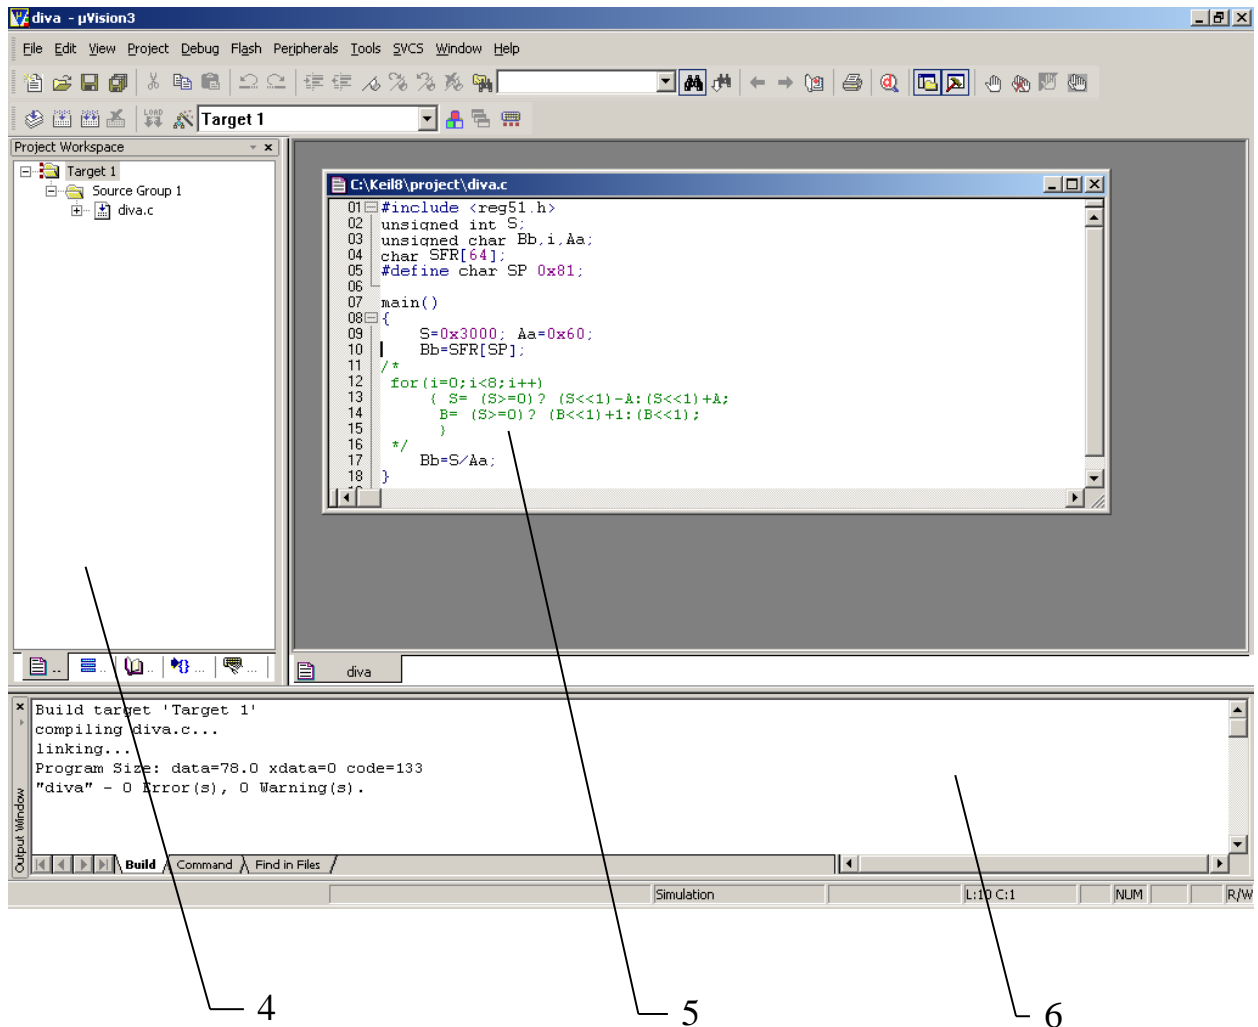 diva - µVision3
File Edit View Project Debug Flash Peripherals Tools SVCS Window Help
LOAD Target 1
Project Workspace
Target 1
Source Group 1
diva.c
C:\Keil8\project\diva.c
01 #include <reg51.h>
02 unsigned int S;
03 unsigned char Bb,i,Aa;
04 char SFR[64];
05 #define char SP 0x81;
06
07 main()
08 {
09 S=0x3000; Aa=0x60;
10 Bb=SFR[SP];
11 /*
12 for(i=0;i<8;i++)
13 { S= (S>=0)? (S<<1)-A:(S<<1)+A;
14 B= (S>=0)? (B<<1)+1:(B<<1);
15 }
16 */
17 Bb=S/Aa;
18 }
diva
Build target 'Target 1'
compiling diva.c...
linking...
Program Size: data=78.0 xdata=0 code=133
"diva" - 0 Error(s), 0 Warning(s).
Output Window
Build Command Find in Files
Simulation L:10 C:1 NUM R/W
4 5 6